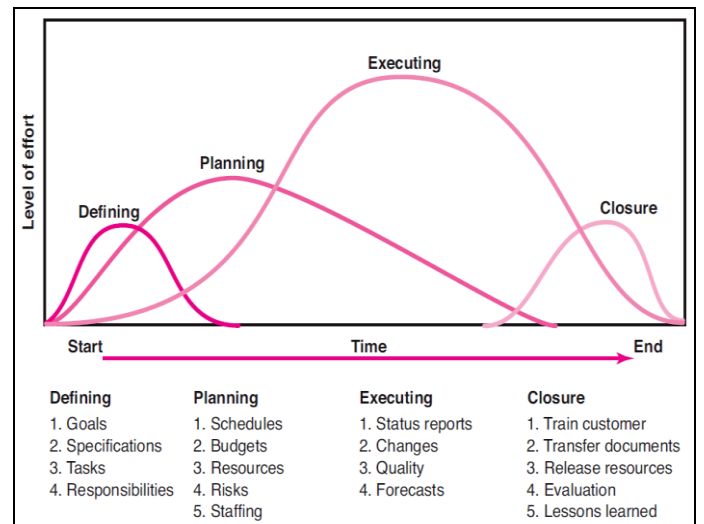 Executing
Planning
Defining
Closure
Level of effort
Start
Time
End
Defining
1. Goals
2. Specifications
3. Tasks
4. Responsibilities
Planning
1. Schedules
2. Budgets
3. Resources
4. Risks
5. Staffing
Executing
1. Status reports
2. Changes
3. Quality
4. Forecasts
Closure
1. Train customer
2. Transfer documents
3. Release resources
4. Evaluation
5. Lessons learned